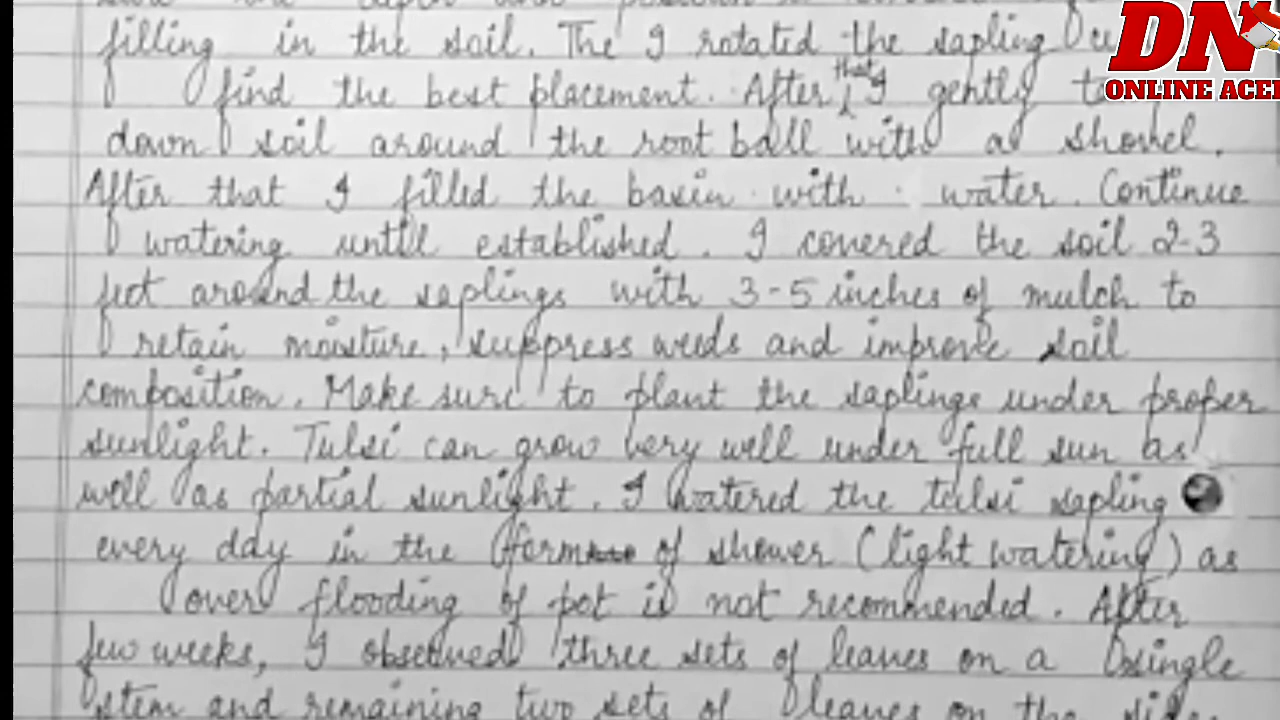 filling in the soil. The I rotated the sapling
find the best placement. After that I gently
down soil around the root ball with a shovel.
After that I filled the basin with water. Continue
watering until established. I covered the soil 2-3
feet around the saplings with 3-5 inches of mulch to
retain moisture, suppress weeds and improve soil
composition. Make sure to plant the saplings under proper
sunlight. Tulsi can grow very well under full sun as
well as partial sunlight. I watered the tulsi sapling
every day in the form of shower (light watering) as
over flooding of pot is not recommended. After
few weeks, I observed three sets of leaves on a single
stem and remaining two sets of leaves on the
DN
ONLINE ACE